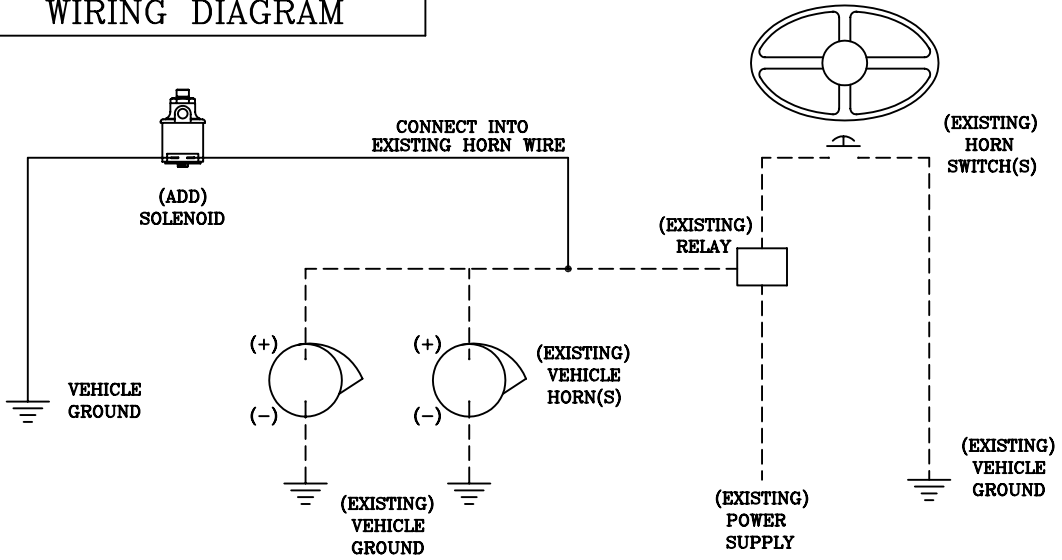 WIRING DIAGRAM
CONNECT INTO
EXISTING HORN WIRE
(EXISTING)
HORN
SWITCH(S)
(ADD)
SOLENOID
(EXISTING)
RELAY
(+)
(+)
(EXISTING)
VEHICLE
HORN(S)
VEHICLE
GROUND
(-)
(-)
(EXISTING)
VEHICLE
GROUND
(EXISTING)
POWER
SUPPLY
(EXISTING)
VEHICLE
GROUND